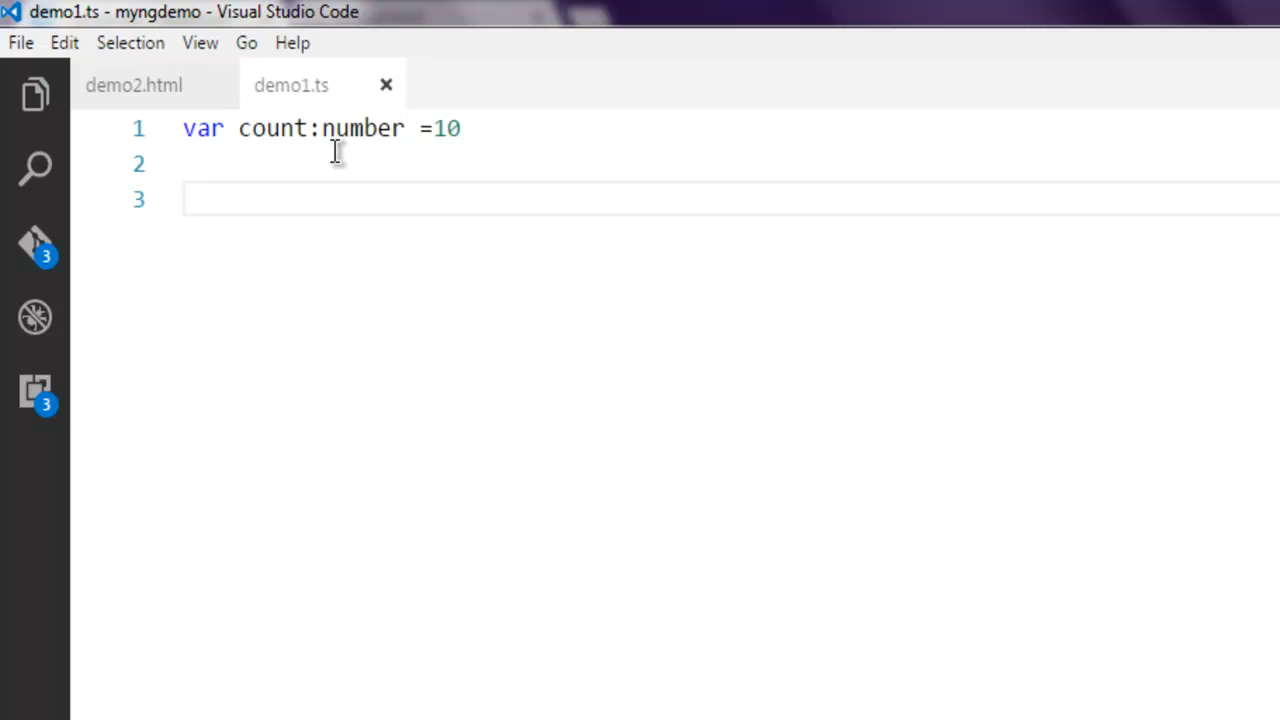 demo1.ts - myngdemo - Visual Studio Code
File Edit Selection View Go Help
demo2.html demo1.ts
1 var count:number =10
2
3
3
3